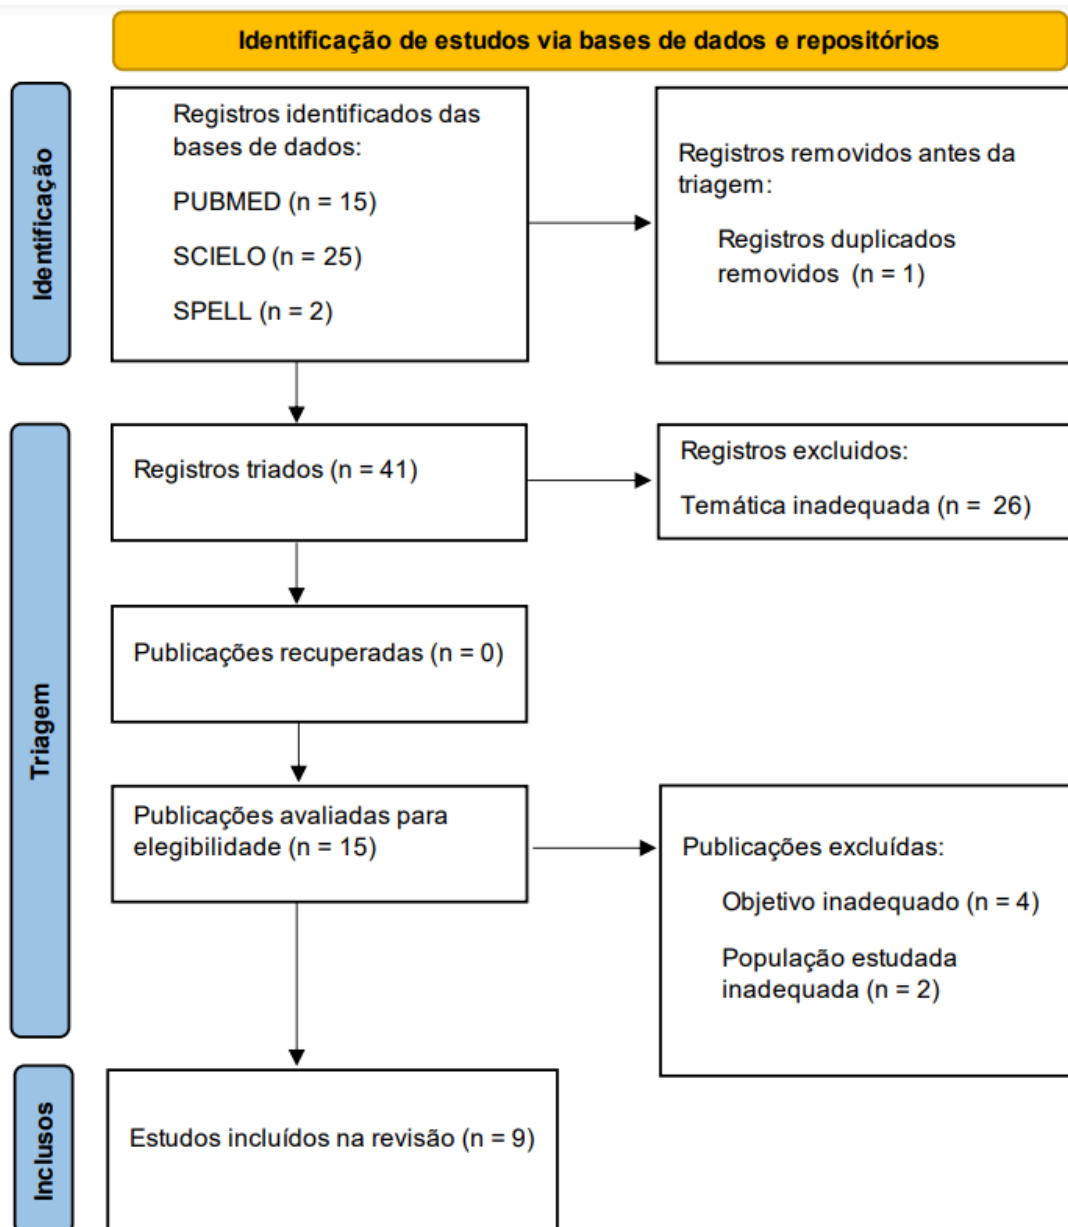 Identificação de estudos via bases de dados e repositórios
Identificação
Registros identificados das
bases de dados:
PUBMED (n = 15)
SCIELO (n = 25)
SPELL (n = 2)
Registros removidos antes da
triagem:
Registros duplicados
removidos (n = 1)
Triagem
Registros triados (n = 41)
Registros excluidos:
Temática inadequada (n = 26)
Publicações recuperadas (n = 0)
Publicações avaliadas para
elegibilidade (n = 15)
Publicações excluídas:
Objetivo inadequado (n = 4)
População estudada
inadequada (n = 2)
Inclusos
Estudos incluídos na revisão (n = 9)